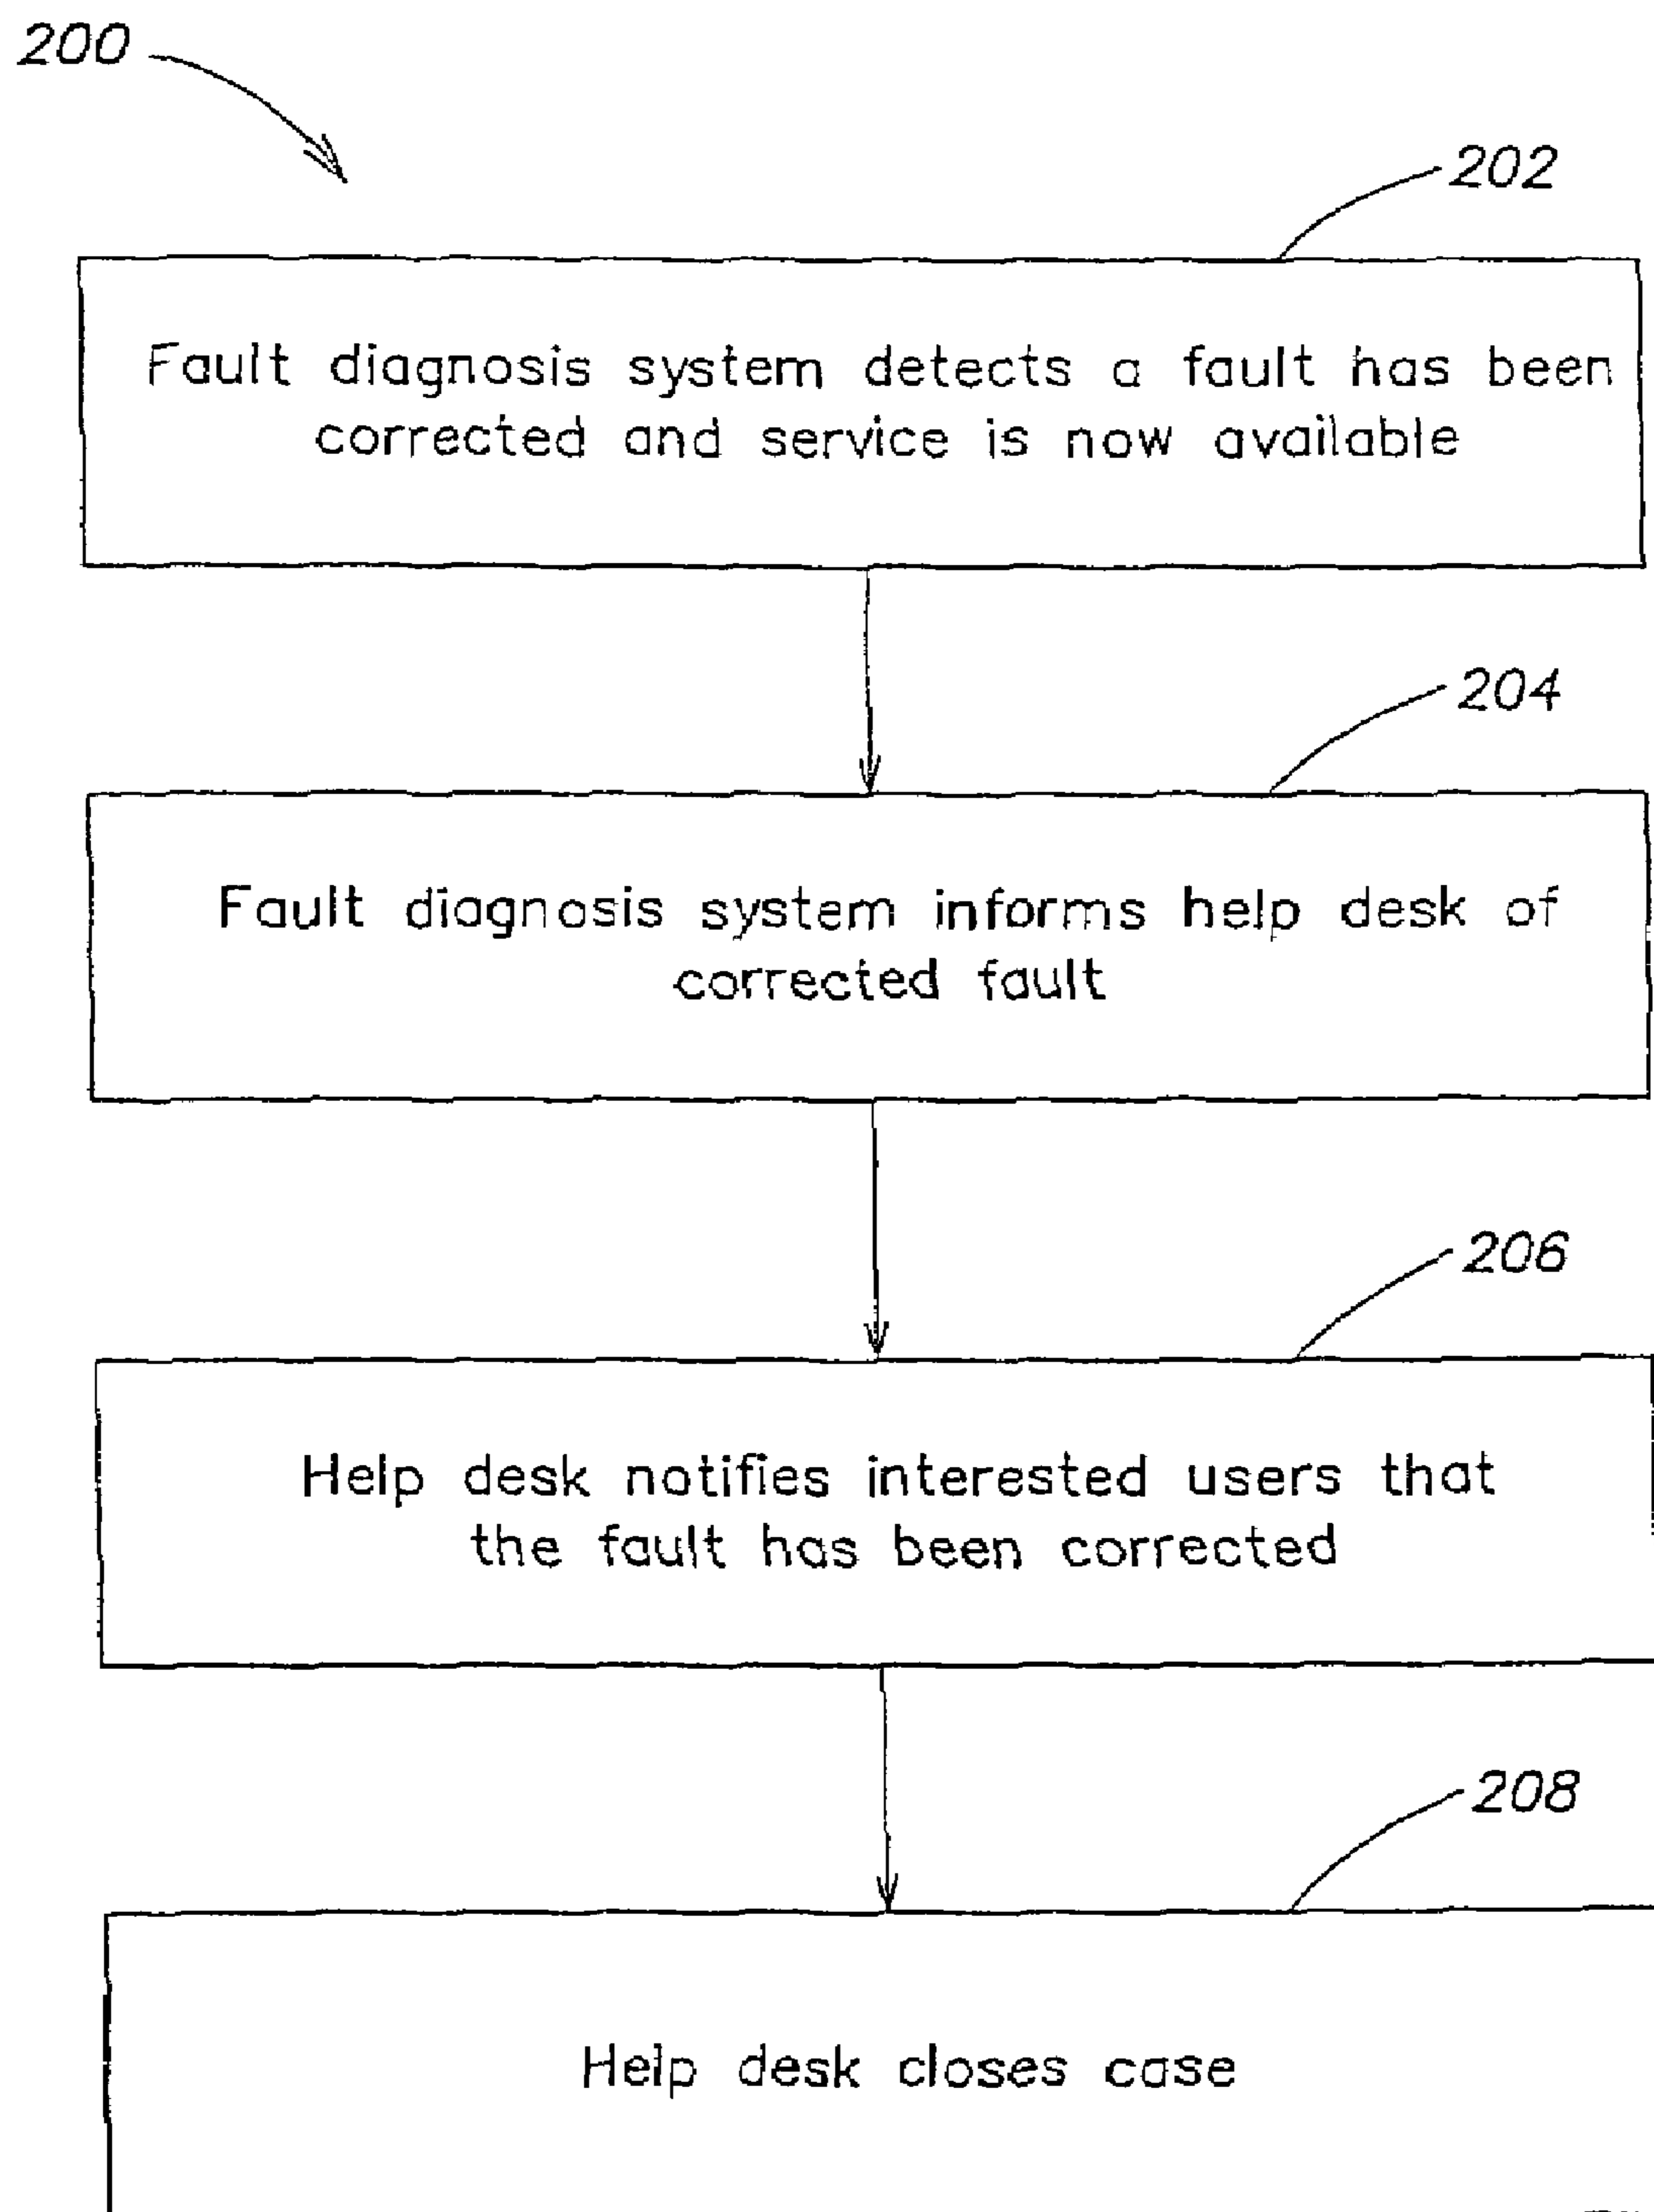 200
202
Fault diagnosis system detects a fault has been
corrected and service is now available
204
Fault diagnosis system informs help desk of
corrected fault
206
Help desk notifies interested users that
the fault has been corrected
208
Help desk closes case